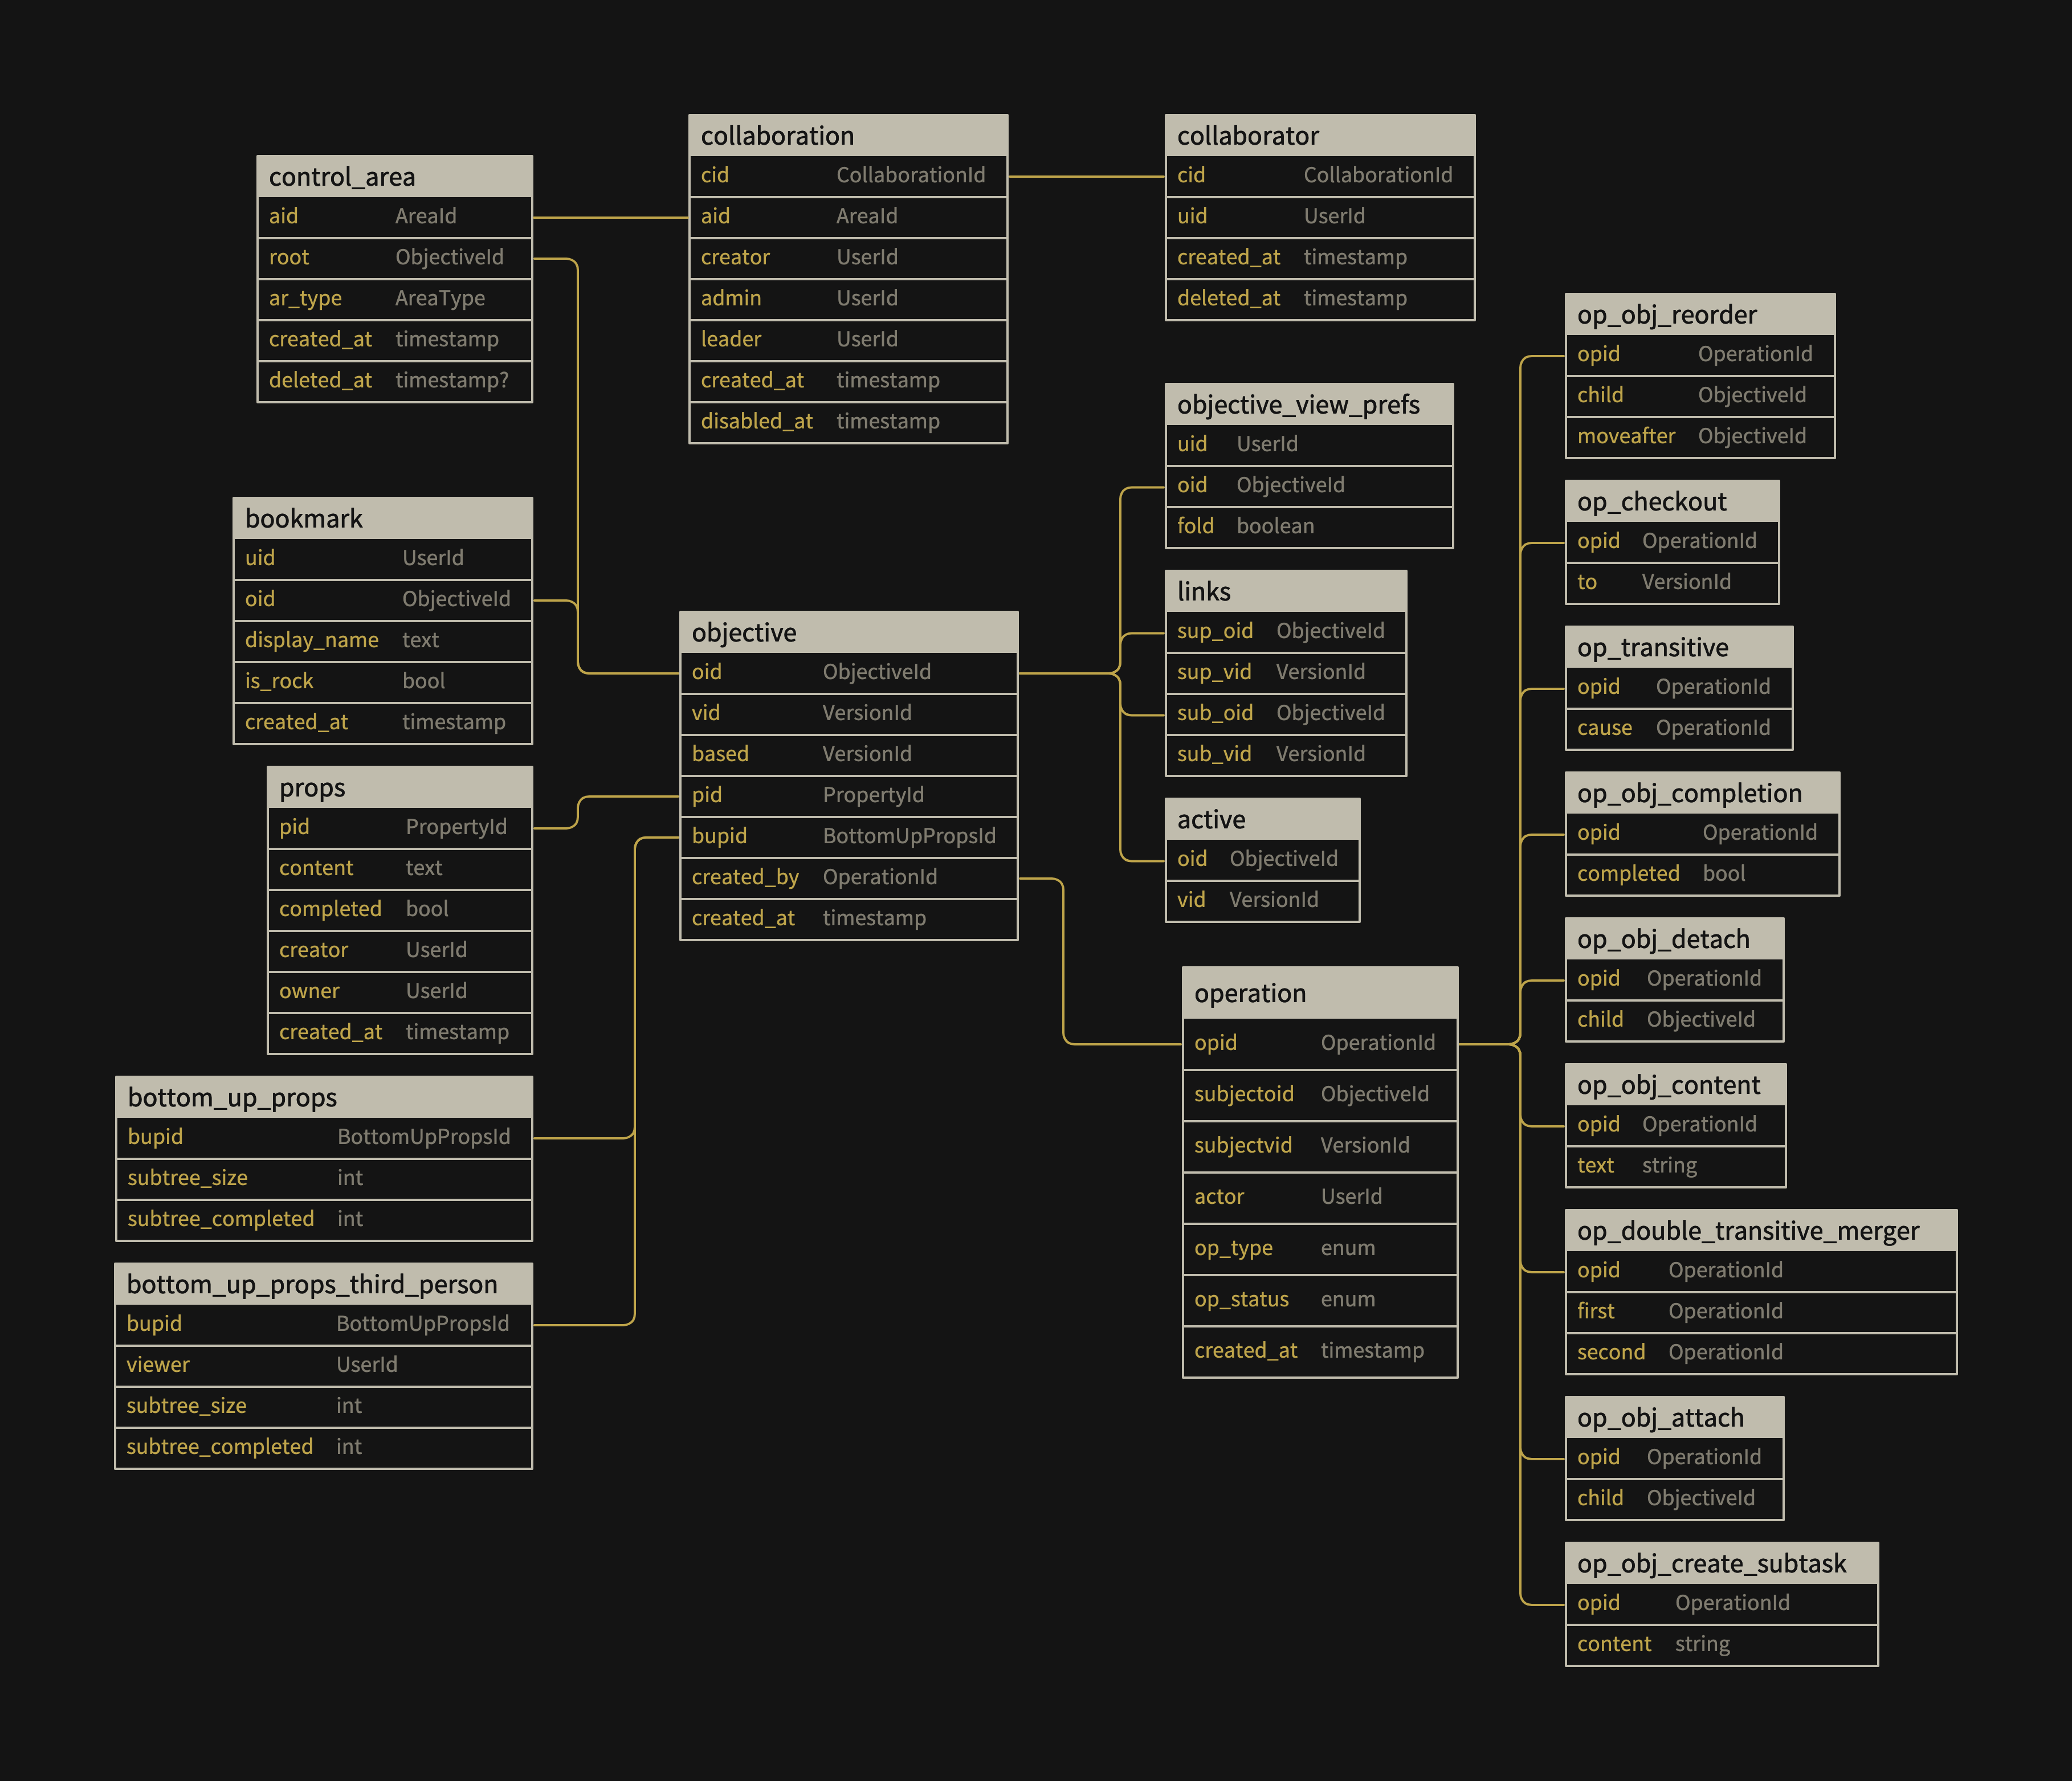 control_area
aid AreaId
root ObjectiveId
ar_type AreaType
created_at timestamp
deleted_at timestamp?
collaboration
cid CollaborationId
aid AreaId
creator UserId
admin UserId
leader UserId
created_at timestamp
disabled_at timestamp
collaborator
cid CollaborationId
uid UserId
created_at timestamp
deleted_at timestamp
bookmark
uid UserId
oid ObjectiveId
display_name text
is_rock bool
created_at timestamp
props
pid PropertyId
content text
completed bool
creator UserId
owner UserId
created_at timestamp
bottom_up_props
bupid BottomUpPropsId
subtree_size int
subtree_completed int
bottom_up_props_third_person
bupid BottomUpPropsId
viewer UserId
subtree_size int
subtree_completed int
objective
oid ObjectiveId
vid VersionId
based VersionId
pid PropertyId
bupid BottomUpPropsId
created_by OperationId
created_at timestamp
objective_view_prefs
uid UserId
oid ObjectiveId
fold boolean
links
sup_oid ObjectiveId
sup_vid VersionId
sub_oid ObjectiveId
sub_vid VersionId
active
oid ObjectiveId
vid VersionId
operation
opid OperationId
subjectoid ObjectiveId
subjectvid VersionId
actor UserId
op_type enum
op_status enum
created_at timestamp
op_obj_reorder
opid OperationId
child ObjectiveId
moveafter ObjectiveId
op_checkout
opid OperationId
to VersionId
op_transitive
opid OperationId
cause OperationId
op_obj_completion
opid OperationId
completed bool
op_obj_detach
opid OperationId
child ObjectiveId
op_obj_content
opid OperationId
text string
op_double_transitive_merger
opid OperationId
first OperationId
second OperationId
op_obj_attach
opid OperationId
child ObjectiveId
op_obj_create_subtask
opid OperationId
content string